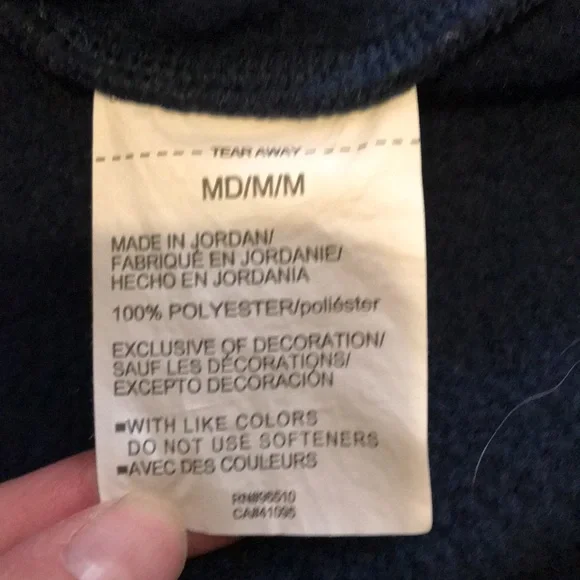 TEAR AWAY
MD/M/M
MADE IN JORDAN/
FABRIQUÉ EN JORDANIE/
HECHO EN JORDANIA
100% POLYESTER/poliéster
EXCLUSIVE OF DECORATION/
SAUF LES DÉCORATIONS/
EXCEPTO DECORACIÓN
■WITH LIKE COLORS
DO NOT USE SOFTENERS
■AVEC DES COULEURS
RN#96510
CA#41095